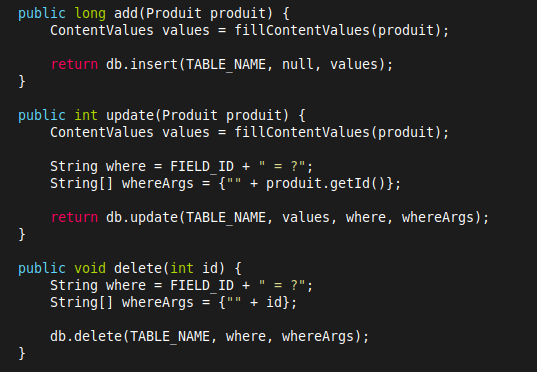 public long add(Produit produit) {
    ContentValues values = fillContentValues(produit);

    return db.insert(TABLE_NAME, null, values);
}

public int update(Produit produit) {
    ContentValues values = fillContentValues(produit);

    String where = FIELD_ID + " = ?";
    String[] whereArgs = {"" + produit.getId()};

    return db.update(TABLE_NAME, values, where, whereArgs);
}

public void delete(int id) {
    String where = FIELD_ID + " = ?";
    String[] whereArgs = {"" + id};

    db.delete(TABLE_NAME, where, whereArgs);
}